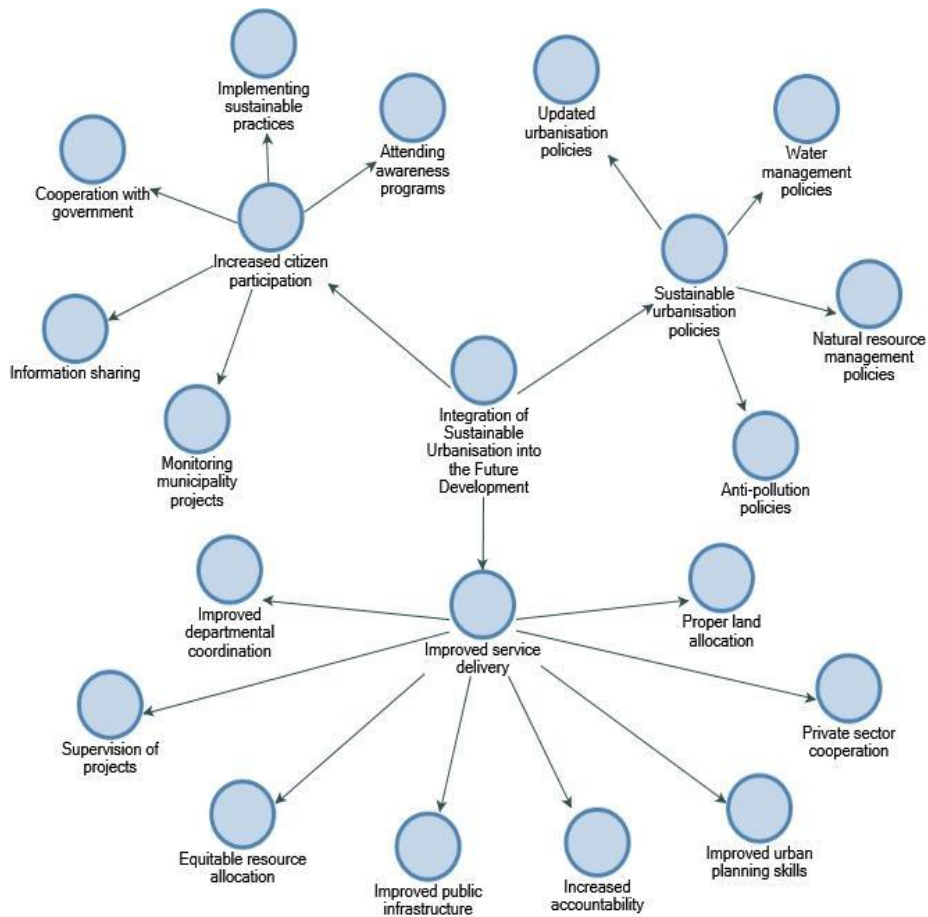 Implementing
sustainable
practices
Updated
urbanisation
policies
Attending
awareness
programs
Water
management
policies
Cooperation with
government
Increased citizen
participation
Sustainable
urbanisation
policies
Natural resource
management
policies
Information sharing
Integration of
Sustainable
Urbanisation into
the Future
Development
Monitoring
municipality
projects
Anti-pollution
policies
Improved
departmental
coordination
Proper land
allocation
Improved service
delivery
Supervision of
projects
Private sector
cooperation
Equitable resource
allocation
Improved public
infrastructure
Increased
accountability
Improved urban
planning skills